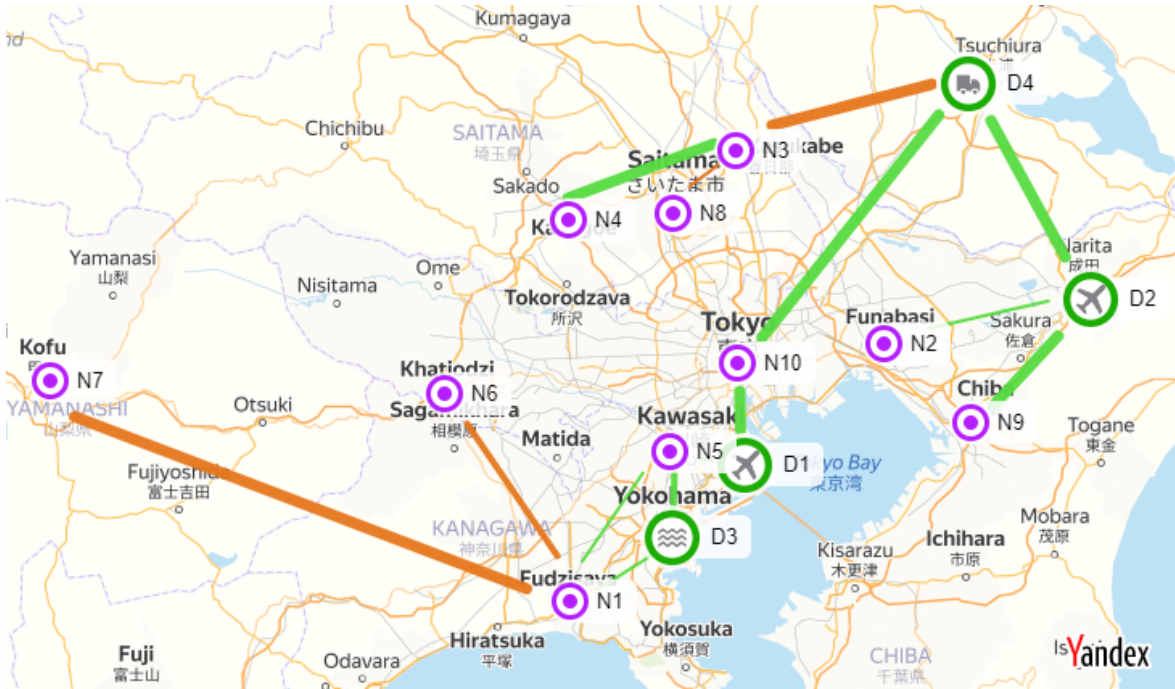 Kumagaya
Tsuchiura
D4
Chichibu
SAITAMA
埼玉県
N3
Saitama
さいたま市
Sakado
N4
N8
Yamanasi
山梨
Ome
Narita
成田
Nisitama
Tokorodzava
所沢
D2
Tokyo
Funabasi
N2
Sakura
佐倉
Kofu
N7
Khatiodzi
N6
N10
Chiba
N9
YAMANASHI
山梨県
Otsuki
Sagamikhara
相模原
Matida
Kawasak
N5
D1
Togane
東金
Fujiyoshida
富士吉田
Yokohama
D3
東京湾
KANAGAWA
神奈川県
Mobara
茂原
Ichihara
市原
Kisarazu
木更津
Fudzisava
N1
Hiratsuka
平塚
Yokosuka
横須賀
Fuji
富士山
Odavara
CHIBA
千葉県
Yandex